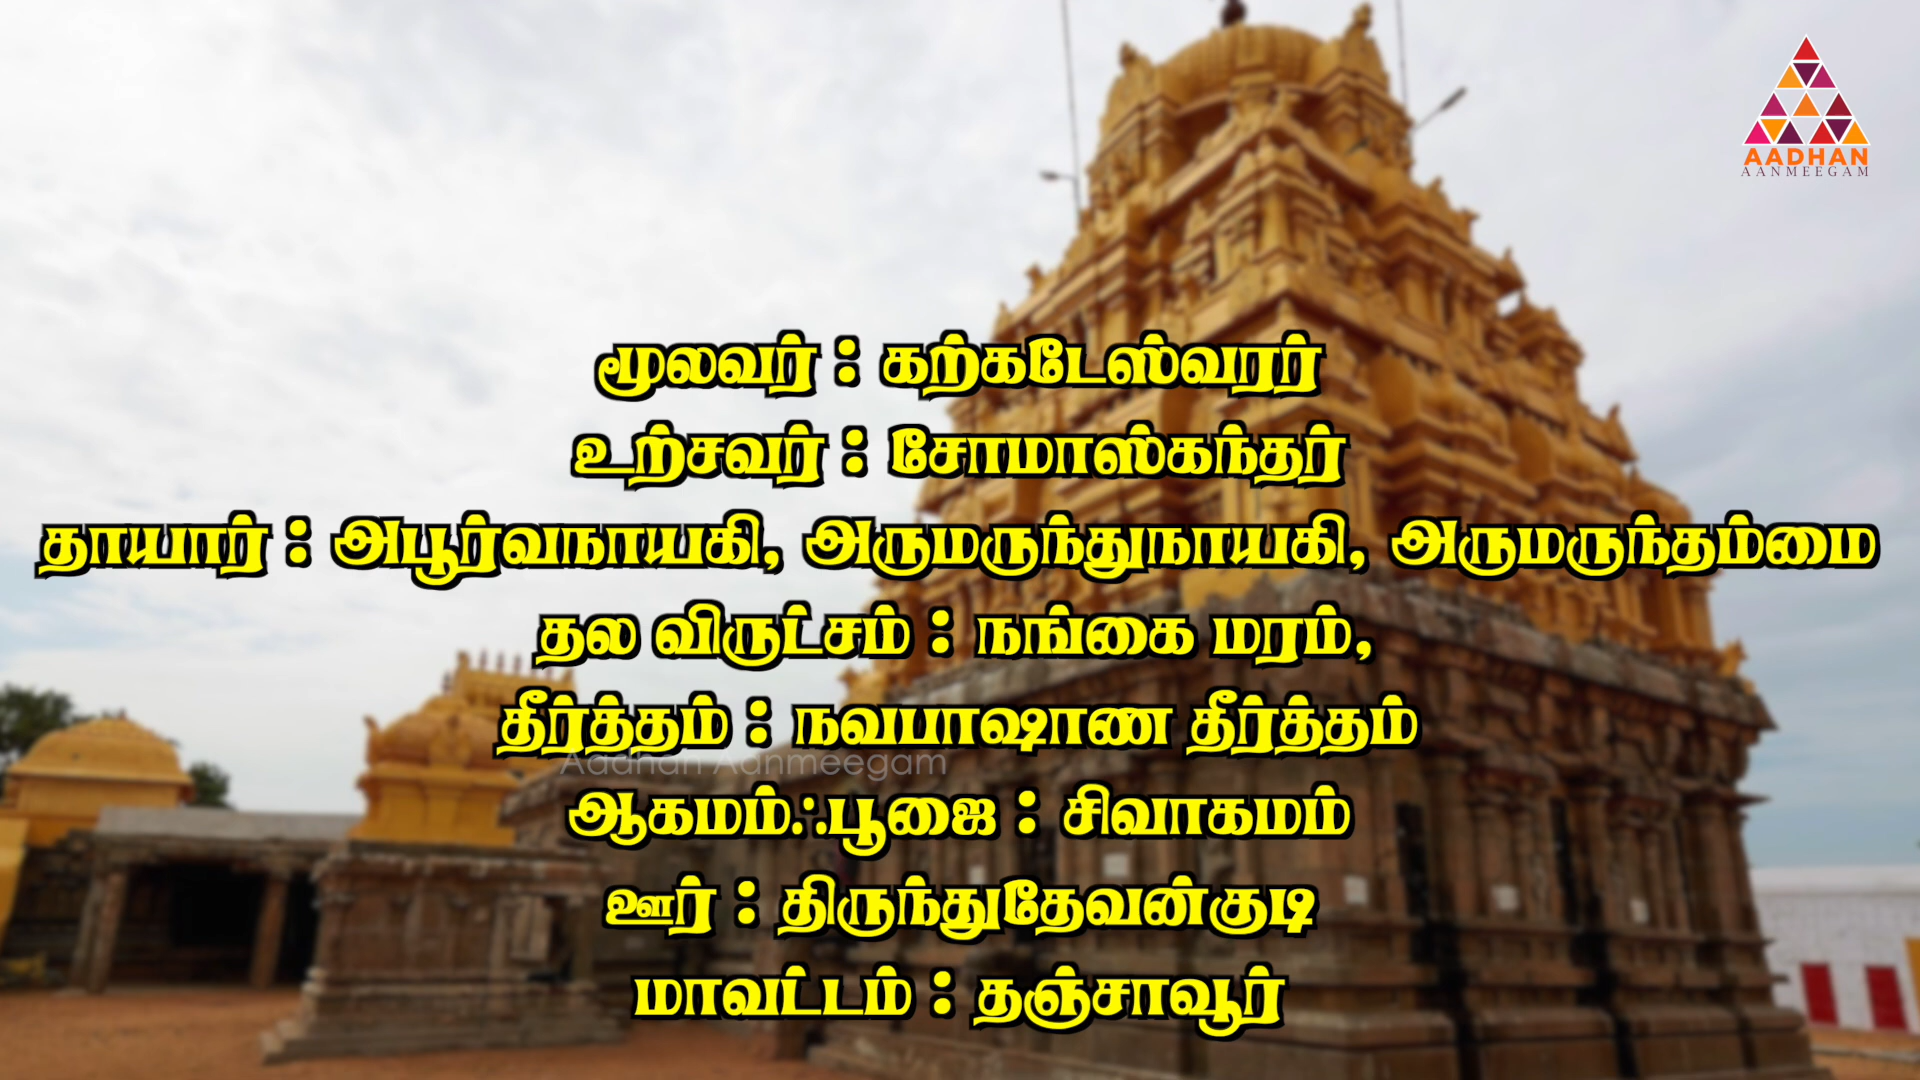 AADHAN
AANMEEGAM
மூலவர் : கற்கடேஸ்வரர்
உற்சவர் : சோமாஸ்கந்தர்
தாயார் : அபூர்வநாயகி, அருமருந்துநாயகி, அருமருந்தம்மை
தல விருட்சம் : நங்கை மரம்,
தீர்த்தம் : நவபாஷாண தீர்த்தம்
Aadhan Aanmeegam
ஆகமம்ஃபூஜை : சிவாகமம்
ஊர் : திருந்துதேவன்குடி
மாவட்டம் : தஞ்சாவூர்